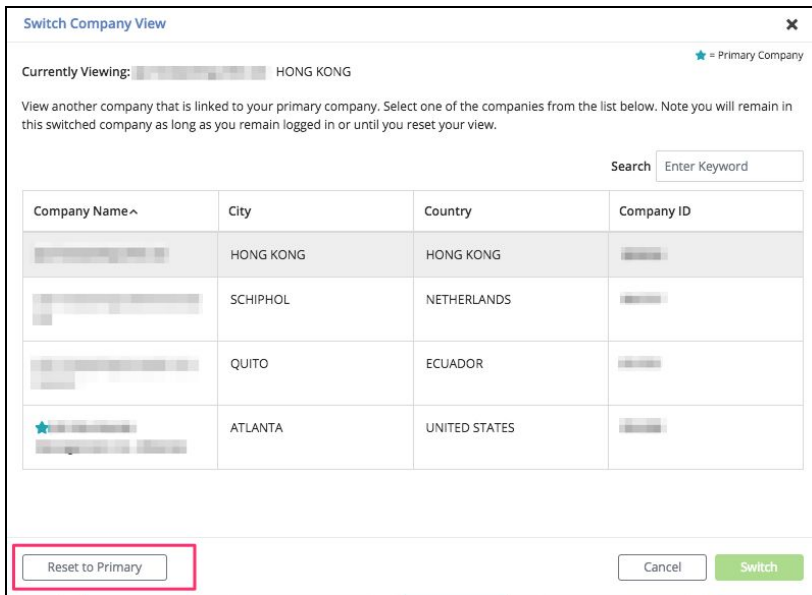 Switch Company View
= Primary Company
Currently Viewing: HONG KONG
View another company that is linked to your primary company. Select one of the companies from the list below. Note you will remain in
this switched company as long as you remain logged in or until you reset your view.
Search Enter Keyword
Company Name City Country Company ID
HONG KONG HONG KONG
SCHIPHOL NETHERLANDS
QUITO ECUADOR
ATLANTA UNITED STATES
Reset to Primary Cancel Switch